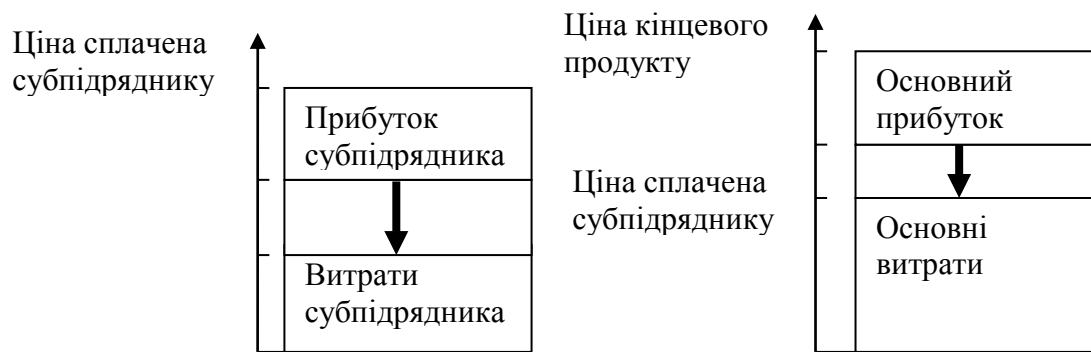 Ціна сплачена
субпідряднику
Прибуток
субпідрядника
Витрати
субпідрядника
Ціна кінцевого
продукту
Ціна сплачена
субпідряднику
Основний
прибуток
Основні
витрати